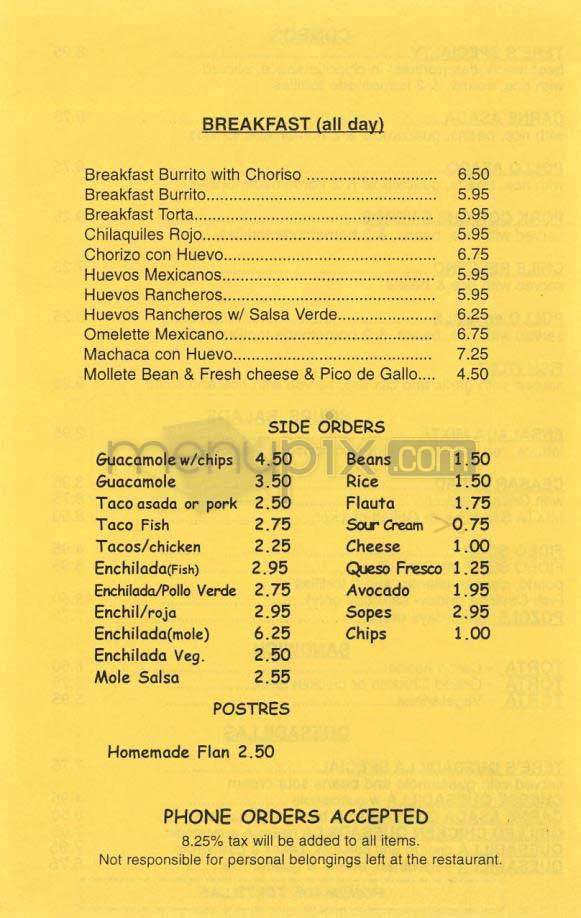 BREAKFAST (all day)
Breakfast Burrito with Choriso ............................ 6.50
Breakfast Burrito................................................. 5.95
Breakfast Torta................................................... 5.95
Chilaquiles Rojo................................................. 5.95
Chorizo con Huevo............................................. 6.75
Huevos Mexicanos............................................. 5.95
Huevos Rancheros............................................. 5.95
Huevos Rancheros w/ Salsa Verde..................... 6.25
Omelette Mexicano............................................ 6.75
Machaca con Huevo........................................... 7.25
Mollete Bean & Fresh cheese & Pico de Gallo.... 4.50
SIDE ORDERS
Guacamole w/chips 4.50
Guacamole 3.50
Taco asada or pork 2.50
Taco Fish 2.75
Tacos/chicken 2.25
Enchilada(Fish) 2.95
Enchilada/Pollo Verde 2.75
Enchil/roja 2.95
Enchilada(mole) 6.25
Enchilada Veg. 2.50
Mole Salsa 2.55
Beans 1.50
Rice 1.50
Flauta 1.75
Sour Cream 0.75
Cheese 1.00
Queso Fresco 1.25
Avocado 1.95
Sopes 2.95
Chips 1.00
menupix.com
POSTRES
Homemade Flan 2.50
PHONE ORDERS ACCEPTED
8.25% tax will be added to all items.
Not responsible for personal belongings left at the restaurant.